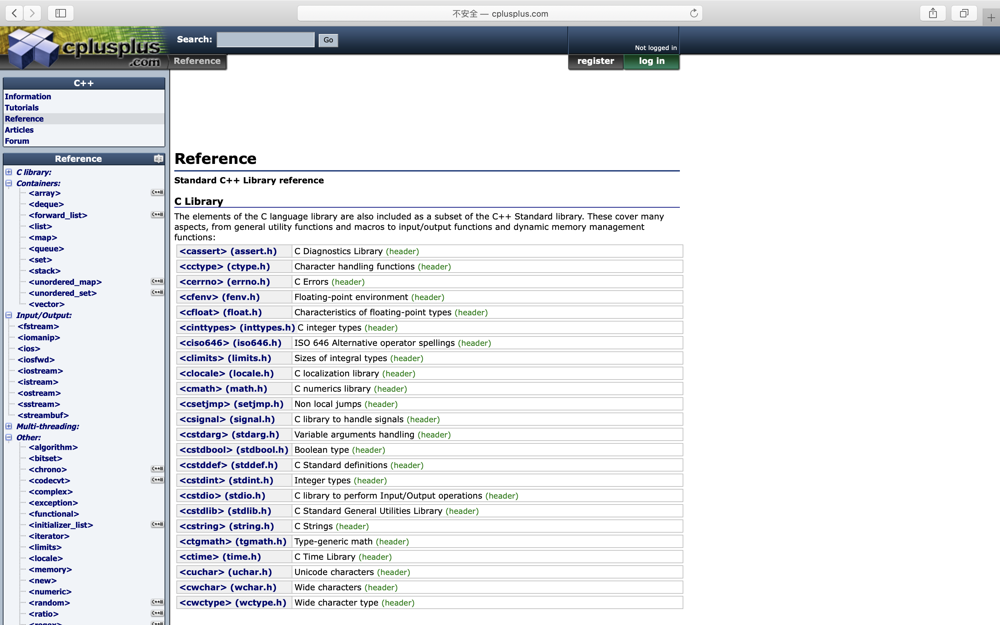 不安全 — cplusplus.com
cplusplus
.com
Search:
Go
Not logged in
Reference
register
log in
C++
Information
Tutorials
Reference
Articles
Forum
Reference
C library:
Containers:
<array> C++11
<deque>
<forward_list> C++11
<list>
<map>
<queue>
<set>
<stack>
<unordered_map> C++11
<unordered_set> C++11
<vector>
Input/Output:
<fstream>
<iomanip>
<ios>
<iosfwd>
<iostream>
<istream>
<ostream>
<sstream>
<streambuf>
Multi-threading:
Other:
<algorithm>
<bitset>
<chrono> C++11
<codecvt> C++11
<complex>
<exception>
<functional>
<initializer_list> C++11
<iterator>
<limits>
<locale>
<memory>
<new>
<numeric>
<random> C++11
<ratio> C++11
Reference
Standard C++ Library reference
C Library
The elements of the C language library are also included as a subset of the C++ Standard library. These cover many
aspects, from general utility functions and macros to input/output functions and dynamic memory management
functions:
<cassert> (assert.h) C Diagnostics Library (header)
<cctype> (ctype.h) Character handling functions (header)
<cerrno> (errno.h) C Errors (header)
<cfenv> (fenv.h) Floating-point environment (header)
<cfloat> (float.h) Characteristics of floating-point types (header)
<cinttypes> (inttypes.h) C integer types (header)
<ciso646> (iso646.h) ISO 646 Alternative operator spellings (header)
<climits> (limits.h) Sizes of integral types (header)
<clocale> (locale.h) C localization library (header)
<cmath> (math.h) C numerics library (header)
<csetjmp> (setjmp.h) Non local jumps (header)
<csignal> (signal.h) C library to handle signals (header)
<cstdarg> (stdarg.h) Variable arguments handling (header)
<cstdbool> (stdbool.h) Boolean type (header)
<cstddef> (stddef.h) C Standard definitions (header)
<cstdint> (stdint.h) Integer types (header)
<cstdio> (stdio.h) C library to perform Input/Output operations (header)
<cstdlib> (stdlib.h) C Standard General Utilities Library (header)
<cstring> (string.h) C Strings (header)
<ctgmath> (tgmath.h) Type-generic math (header)
<ctime> (time.h) C Time Library (header)
<cuchar> (uchar.h) Unicode characters (header)
<cwchar> (wchar.h) Wide characters (header)
<cwctype> (wctype.h) Wide character type (header)